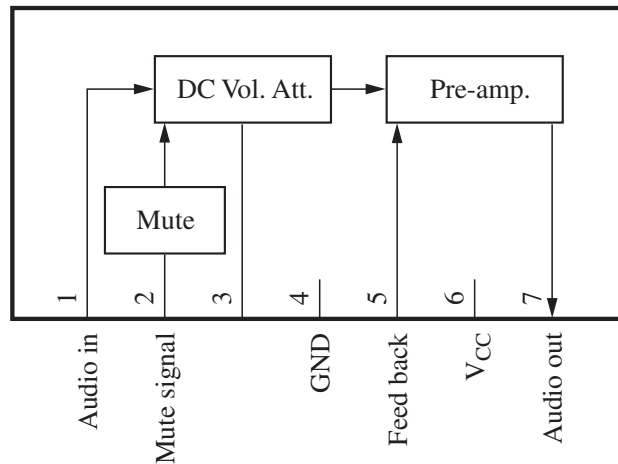 DC Vol. Att.
Pre-amp.
Mute
1
2
3
4
5
6
7
Audio in
Mute signal
GND
Feed back
VCC
Audio out